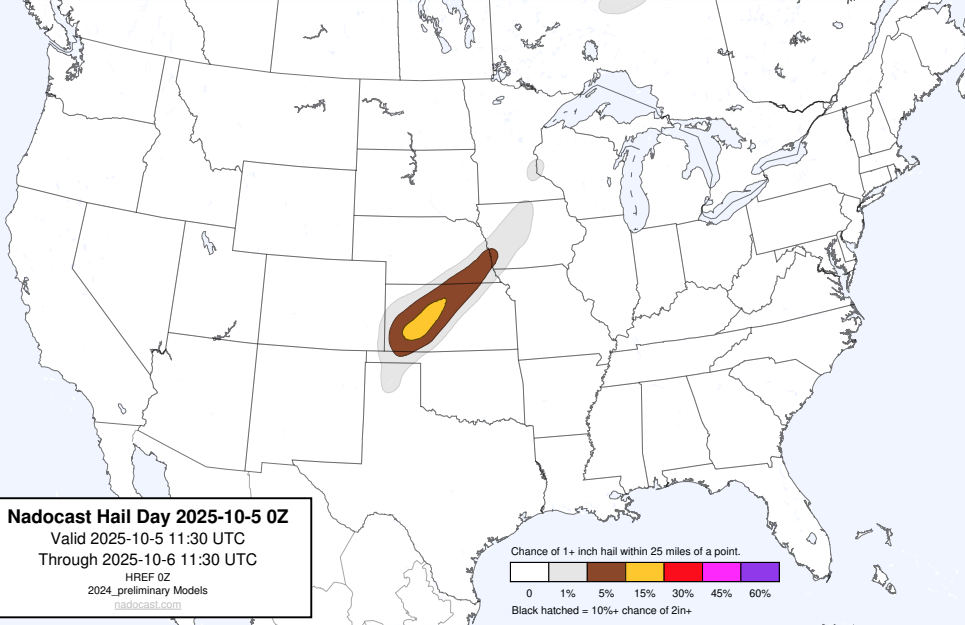 Nadocast Hail Day 2025-10-5 0Z
Valid 2025-10-5 11:30 UTC
Through 2025-10-6 11:30 UTC
HREF 0Z
2024_preliminary Models
nadocast.com
Chance of 1+ inch hail within 25 miles of a point.
0 1% 5% 15% 30% 45% 60%
Black hatched = 10%+ chance of 2in+